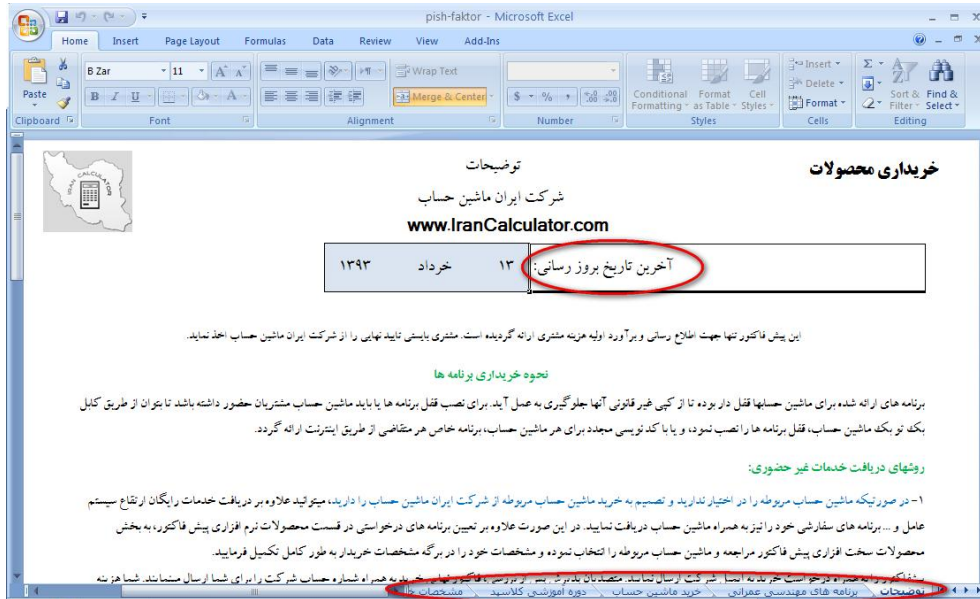 pish-faktor - Microsoft Excel
Home Insert Page Layout Formulas Data Review View Add-Ins
B Zar 11 Wrap Text Insert
Paste B I U Merge & Center $ % , Conditional Formatting Format as Table Cell Styles Delete Format Sort & Filter Find & Select
Clipboard Font Alignment Number Styles Cells Editing
IRAN CALCULATOR
خریداری محصولات
توضیحات
شرکت ایران ماشین حساب
www.IranCalculator.com
آخرین تاریخ بروز رسانی: ۱۳ خرداد ۱۳۹۳
این پیش فاکتور تنها جهت اطلاع رسانی و برآورد اولیه هزینه مشتری ارائه گردیده است. مشتری بایستی تایید نهایی را از شرکت ایران ماشین حساب اخذ نماید.
نحوه خریداری برنامه ها
برنامه های ارائه شده برای ماشین حسابها قفل دار بوده تا از کپی غیر قانونی آنها جلوگیری به عمل آید. برای نصب قفل برنامه ها یا باید ماشین حساب مشتریان حضور داشته باشد تا بتوان از طریق کابل
بک تو بک ماشین حساب، قفل برنامه ها را نصب نمود، و یا با کد نویسی مجدد برای هر ماشین حساب، برنامه خاص هر متقاضی از طریق اینترنت ارائه گردد.
روشهای دریافت خدمات غیر حضوری:
۱- در صورتیکه ماشین حساب مربوطه را در اختیار ندارید و تصمیم به خرید ماشین حساب مربوطه از شرکت ایران ماشین حساب را دارید، میتوانید علاوه بر دریافت خدمات رایگان ارتقاع سیستم
عامل و ... برنامه های سفارشی خود را نیز به همراه ماشین حساب دریافت نمایید. در این صورت علاوه بر تعیین برنامه های درخواستی در قسمت محصولات نرم افزاری پیش فاکتور، به بخش
محصولات سخت افزاری پیش فاکتور مراجعه و ماشین حساب مربوطه را انتخاب نموده و مشخصات خود را در برگه مشخصات خریدار به طور کامل تکمیل فرمایید.
توضیحات برنامه های مهندسی عمرانی خرید ماشین حساب دوره آموزشی کلاسپد مشخصات